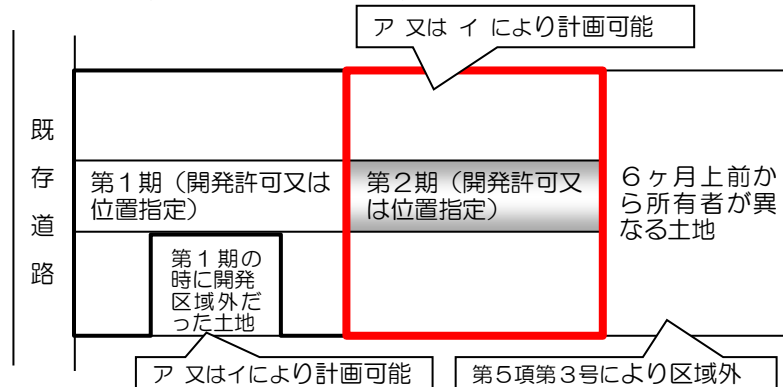 ア 又は イ により計画可能
既存道路
第１期（開発許可又は
位置指定）
第２期（開発許可又
は位置指定）
６ヶ月上前か
ら所有者が異
なる土地
第１期の
時に開発
区域外だ
った土地
ア 又はイにより計画可能
第５項第３号により区域外